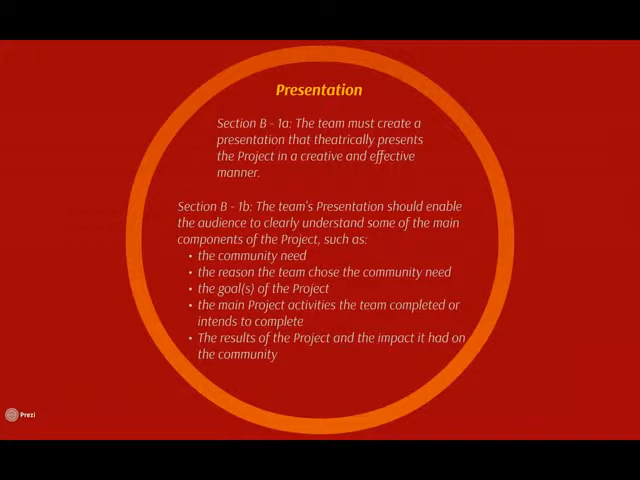 Presentation
Section B - 1a: The team must create a
presentation that theatrically presents
the Project in a creative and effective
manner.
Section B - 1b: The team's Presentation should enable
the audience to clearly understand some of the main
components of the Project, such as:
• the community need
• the reason the team chose the community need
• the goal(s) of the Project
• the main Project activities the team completed or
intends to complete
• The results of the Project and the impact it had on
the community
Prezi